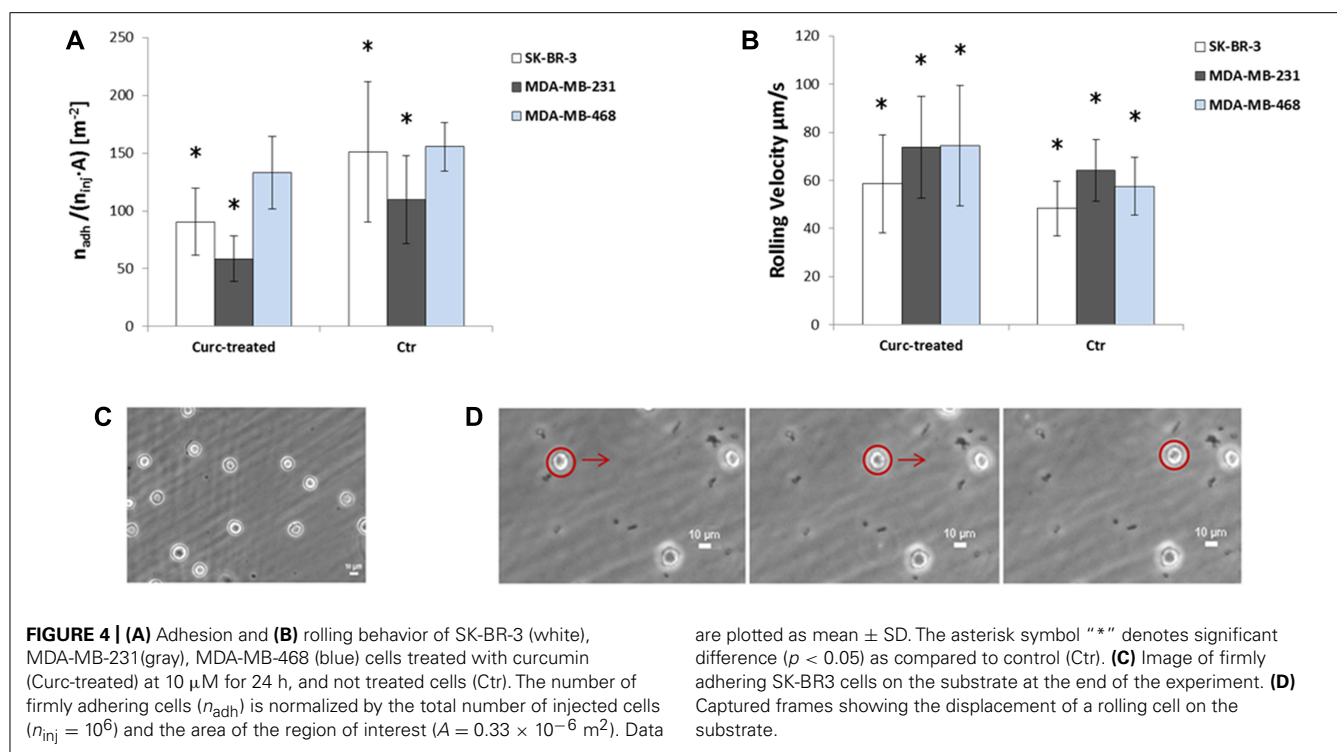 A
250
200
150
100
50
0
n_adh /(n_inj·A) [m⁻²]
* * * *
SK-BR-3
MDA-MB-231
MDA-MB-468
Curc-treated Ctr
B
120
100
80
60
40
20
0
Rolling Velocity µm/s
* * * * * *
SK-BR-3
MDA-MB-231
MDA-MB-468
Curc-treated Ctr
C
10 µm
D
10 µm 10 µm 10 µm
FIGURE 4 | (A) Adhesion and (B) rolling behavior of SK-BR-3 (white),
MDA-MB-231(gray), MDA-MB-468 (blue) cells treated with curcumin
(Curc-treated) at 10 µM for 24 h, and not treated cells (Ctr). The number of
firmly adhering cells (n_adh) is normalized by the total number of injected cells
(n_inj = 10⁶) and the area of the region of interest (A = 0.33 × 10⁻⁶ m²). Data
are plotted as mean ± SD. The asterisk symbol "*" denotes significant
difference (p < 0.05) as compared to control (Ctr). (C) Image of firmly
adhering SK-BR3 cells on the substrate at the end of the experiment. (D)
Captured frames showing the displacement of a rolling cell on the
substrate.